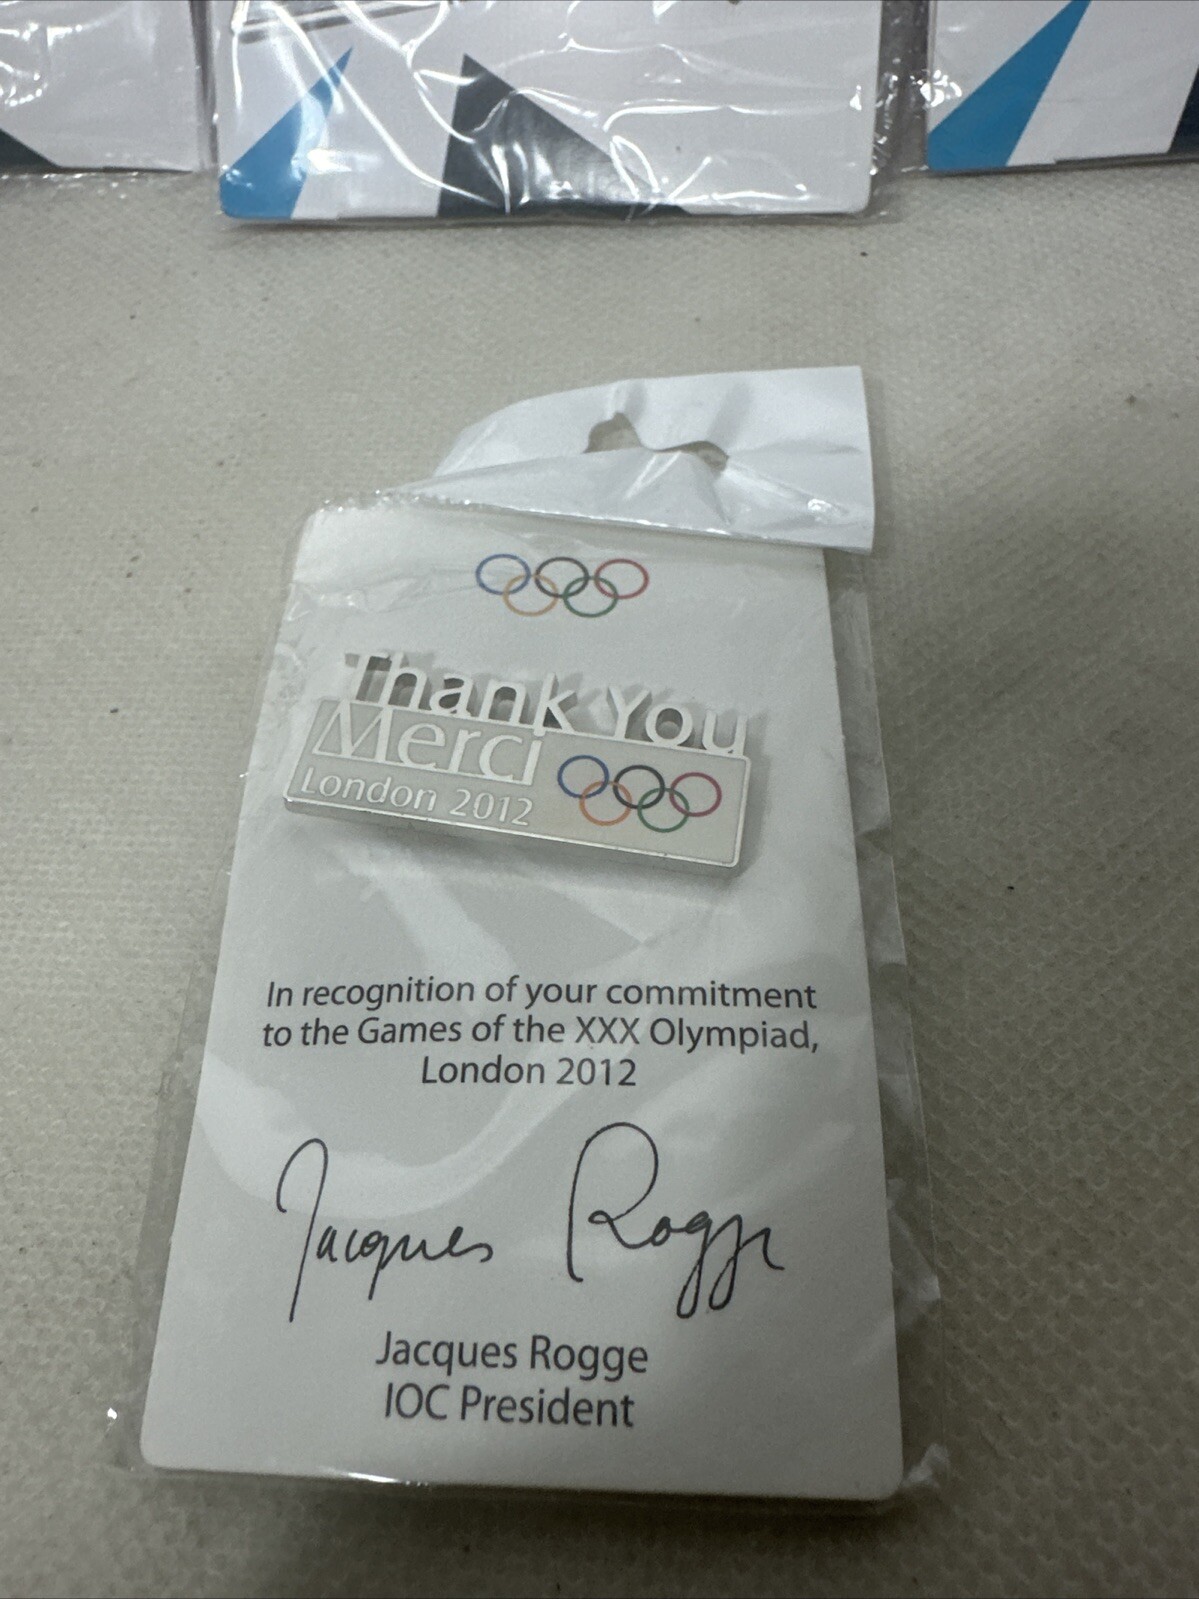 Thank You
Merci
London 2012
In recognition of your commitment
to the Games of the XXX Olympiad,
London 2012
Jacques Rogge
Jacques Rogge
IOC President